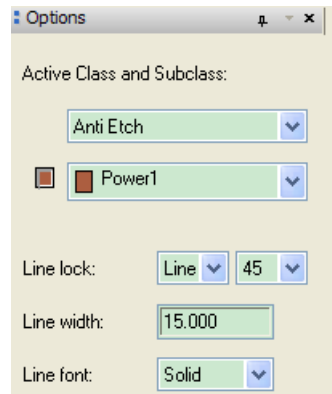 Options
Active Class and Subclass:
Anti Etch
Power1
Line lock: Line 45
Line width: 15.000
Line font: Solid